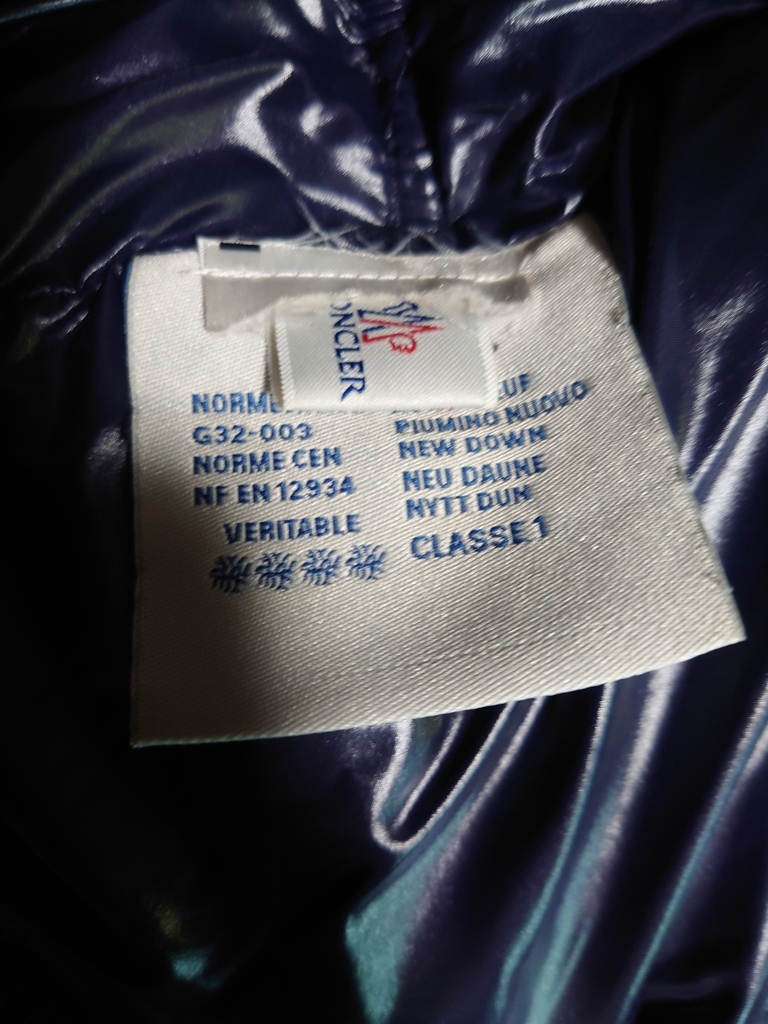 ONCLER
NORME
G32-003
NORME CEN
NF EN 12934
VERITABLE
PIUMINO NUOVO
NEW DOWN
NEU DAUNE
NYTT DUN
CLASSE 1